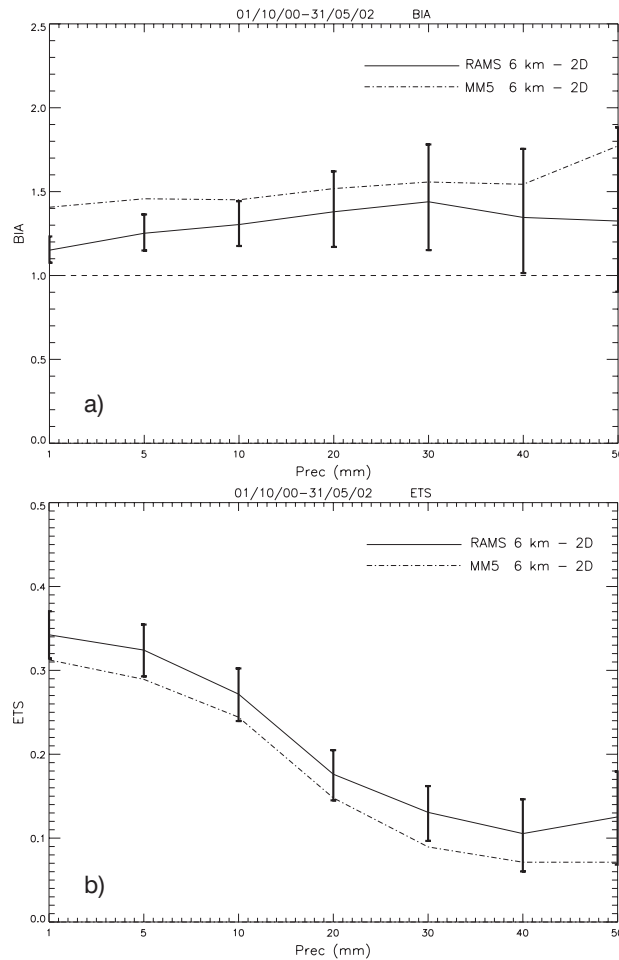 01/10/00-31/05/02 BIA
2.5
RAMS 6 km - 2D
MM5 6 km - 2D
2.0
1.5
BIA
1.0
0.5
a)
0.0
1 5 10 20 30 40 50
Prec (mm)
01/10/00-31/05/02 ETS
0.5
RAMS 6 km - 2D
MM5 6 km - 2D
0.4
0.3
ETS
0.2
0.1
b)
0.0
1 5 10 20 30 40 50
Prec (mm)